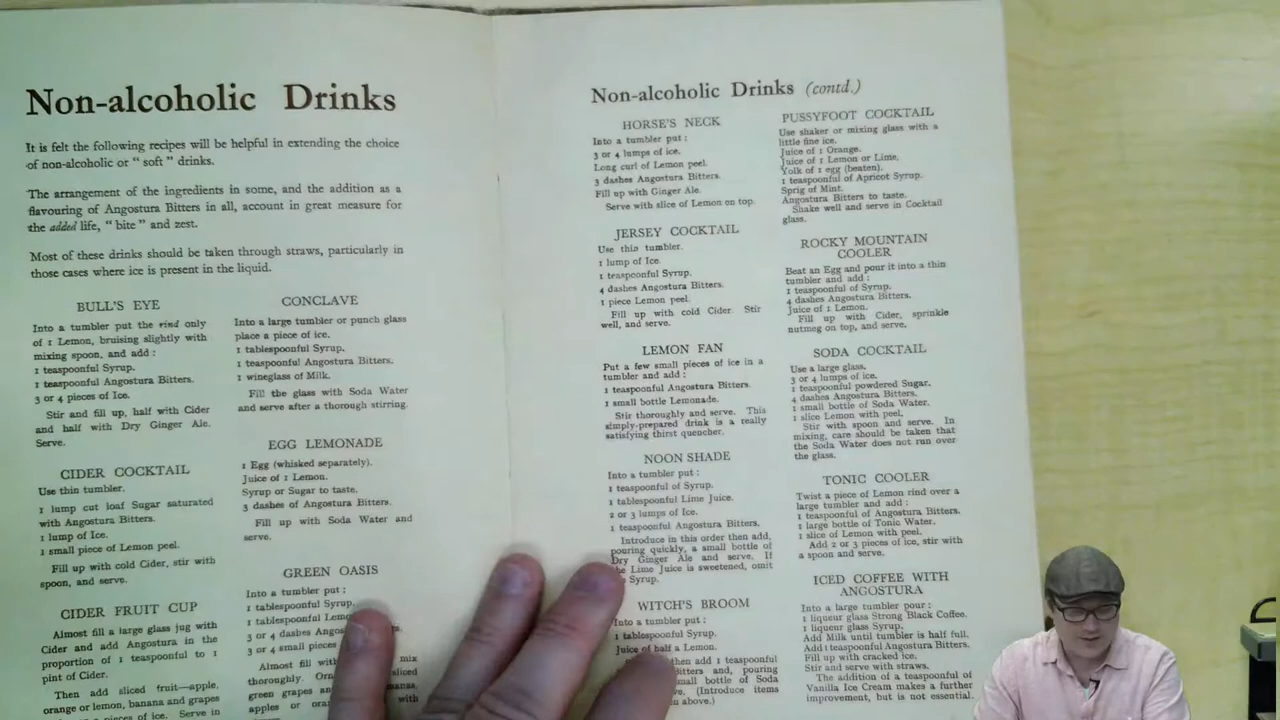 Non-alcoholic Drinks
It is felt the following recipes will be helpful in extending the choice
of non-alcoholic or “ soft ” drinks.
The arrangement of the ingredients in some, and the addition as a
flavouring of Angostura Bitters in all, account in great measure for
the added life, “ bite ” and zest.
Most of these drinks should be taken through straws, particularly in
those cases where ice is present in the liquid.
BULL'S EYE
Into a tumbler put the rind only
of 1 Lemon, bruising slightly with
mixing spoon, and add :
1 teaspoonful Syrup.
1 teaspoonful Angostura Bitters.
3 or 4 pieces of Ice.
Stir and fill up, half with Cider
and half with Dry Ginger Ale.
Serve.
CIDER COCKTAIL
Use thin tumbler.
1 lump cut loaf Sugar saturated
with Angostura Bitters.
1 lump of Ice.
1 small piece of Lemon peel.
Fill up with cold Cider, stir with
spoon, and serve.
CIDER FRUIT CUP
Almost fill a large glass jug with
Cider and add Angostura in the
proportion of 1 teaspoonful to 1
pint of Cider.
Then add sliced fruit—apple,
orange or lemon, banana and grapes
pieces of ice. Serve in
CONCLAVE
Into a large tumbler or punch glass
place a piece of ice.
1 tablespoonful Syrup.
1 teaspoonful Angostura Bitters.
1 wineglass of Milk.
Fill the glass with Soda Water
and serve after a thorough stirring.
EGG LEMONADE
1 Egg (whisked separately).
Juice of 1 Lemon.
Syrup or Sugar to taste.
3 dashes of Angostura Bitters.
Fill up with Soda Water and
serve.
GREEN OASIS
Into a tumbler put :
1 tablespoonful Syrup.
1 tablespoonful
3 or 4 dashes
3 or 4 small pieces
Almost fill mix
thoroughly. sliced
green grapes
apples or with
Non-alcoholic Drinks (contd.)
HORSE'S NECK
Into a tumbler put :
3 or 4 lumps of ice.
Long curl of Lemon peel.
3 dashes Angostura Bitters.
Fill up with Ginger Ale.
Serve with slice of Lemon on top.
JERSEY COCKTAIL
Use thin tumbler.
1 lump of Ice.
1 teaspoonful Syrup.
4 dashes Angostura Bitters.
1 piece Lemon peel.
Fill up with cold Cider Stir
well, and serve.
LEMON FAN
Put a few small pieces of ice in a
tumbler and add :
1 teaspoonful Angostura Bitters.
1 small bottle Lemonade.
Stir thoroughly and serve. This
simply-prepared drink is a really
satisfying thirst quencher.
NOON SHADE
Into a tumbler put :
1 teaspoonful of Syrup.
1 tablespoonful Lime Juice.
2 or 3 lumps of Ice.
1 teaspoonful Angostura Bitters.
Introduce in this order then add,
pouring quickly, a small bottle of
Dry Ginger Ale and serve. If
Lime Juice is sweetened, omit
Syrup.
WITCH'S BROOM
Into a tumbler put :
1 tablespoonful Syrup.
Juice of half a Lemon.
then add 1 teaspoonful
Bitters and, pouring
small bottle of Soda
(Introduce items
above.)
PUSSYFOOT COCKTAIL
Use shaker or mixing glass with a
little fine ice.
Juice of 1 Orange.
Juice of 1 Lemon or Lime.
Yolk of 1 egg (beaten).
1 teaspoonful of Apricot Syrup.
Sprig of Mint.
Angostura Bitters to taste.
Shake well and serve in Cocktail
glass.
ROCKY MOUNTAIN
COOLER
Beat an Egg and pour it into a thin
tumbler and add :
1 teaspoonful of Syrup.
4 dashes Angostura Bitters.
Juice of 1 Lemon.
Fill up with Cider, sprinkle
nutmeg on top, and serve.
SODA COCKTAIL
Use a large glass.
3 or 4 lumps of ice.
1 teaspoonful powdered Sugar.
4 dashes Angostura Bitters.
1 small bottle of Soda Water.
1 slice Lemon with peel.
Stir with spoon and serve. In
mixing, care should be taken that
the Soda Water does not run over
the glass.
TONIC COOLER
Twist a piece of Lemon rind over a
large tumbler and add :
1 teaspoonful of Angostura Bitters.
1 large bottle of Tonic Water.
1 slice of Lemon with peel.
Add 2 or 3 pieces of ice, stir with
a spoon and serve.
ICED COFFEE WITH
ANGOSTURA
Into a large tumbler pour :
1 liqueur glass Strong Black Coffee.
1 liqueur glass Syrup.
Add Milk until tumbler is half full.
Add 1 teaspoonful Angostura Bitters.
Fill up with cracked ice.
Stir and serve with straws.
The addition of a teaspoonful of
Vanilla Ice Cream makes a further
improvement, but is not essential.